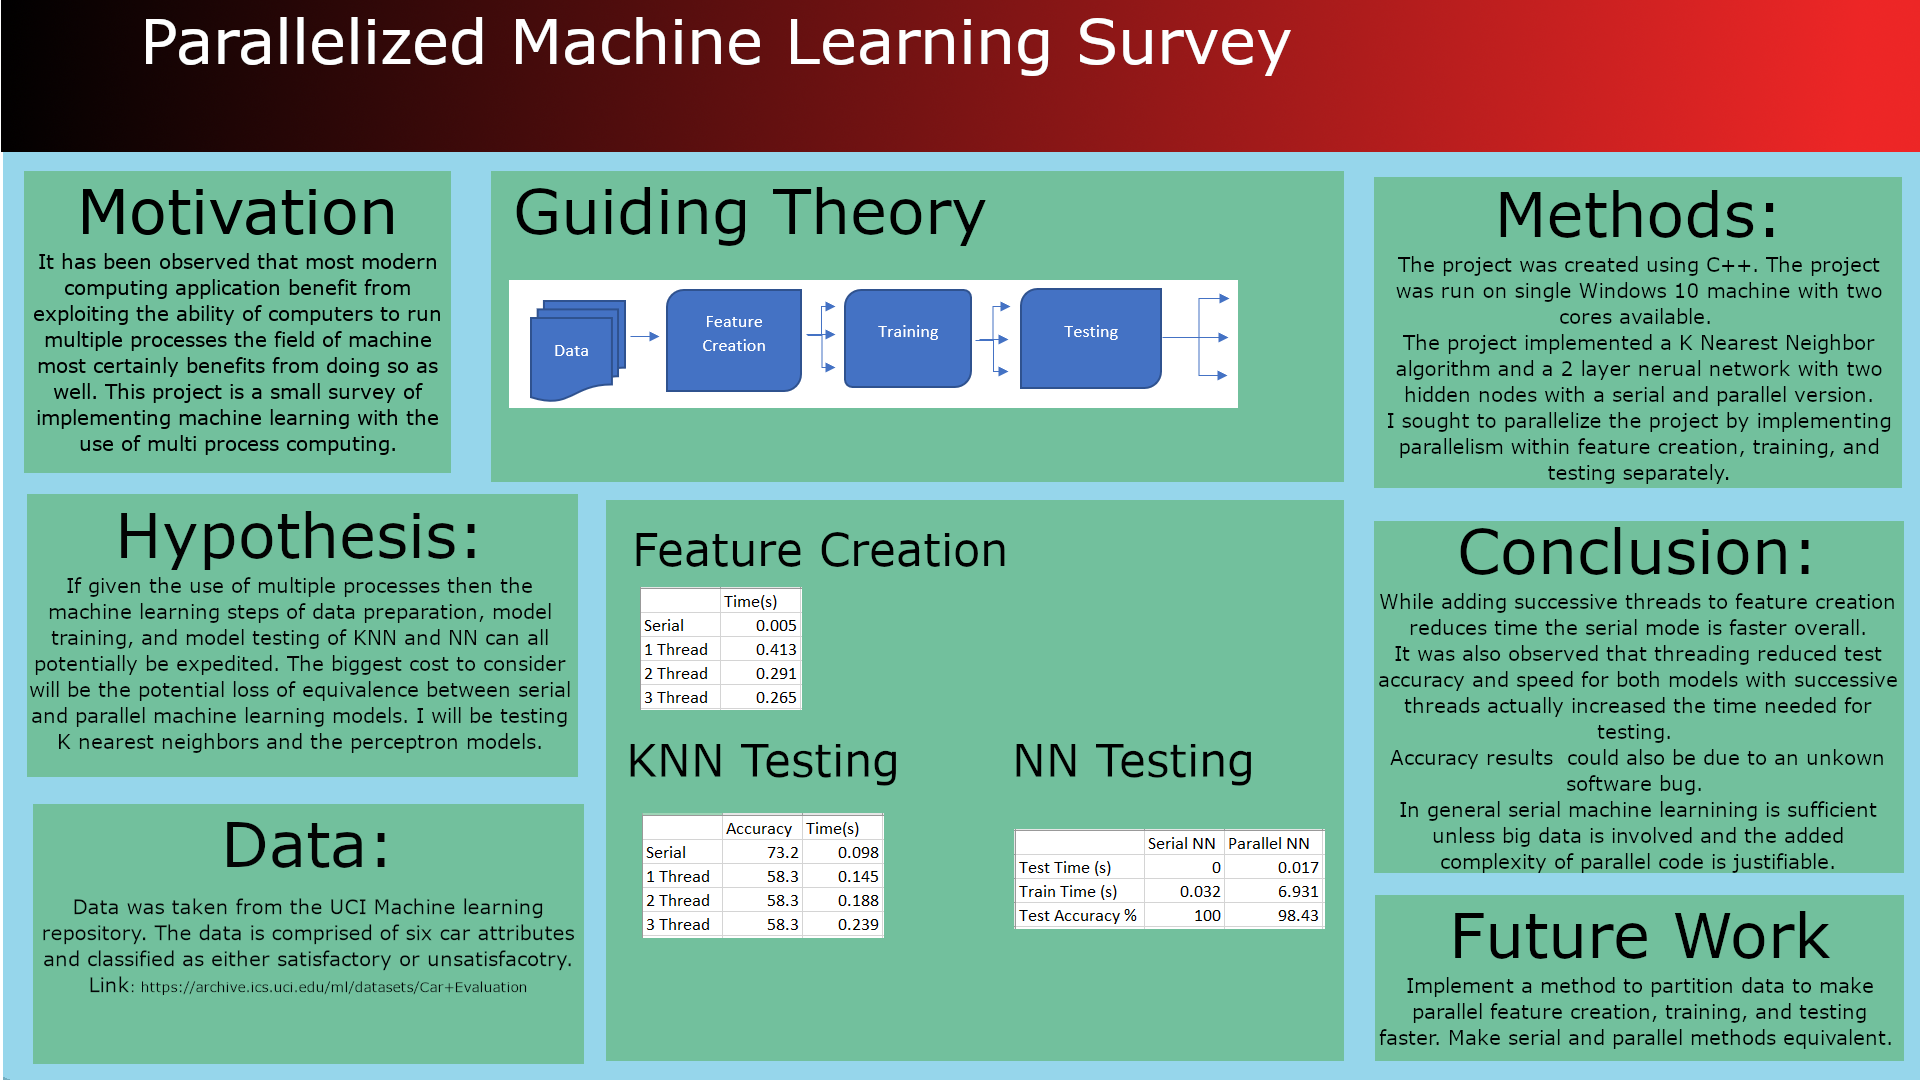 Parallelized Machine Learning Survey
Motivation
It has been observed that most modern
computing application benefit from
exploiting the ability of computers to run
multiple processes the field of machine
most certainly benefits from doing so as
well. This project is a small survey of
implementing machine learning with the
use of multi process computing.
Guiding Theory
Data
Feature
Creation
Training
Testing
Methods:
The project was created using C++. The project
was run on single Windows 10 machine with two
cores available.
The project implemented a K Nearest Neighbor
algorithm and a 2 layer nerual network with two
hidden nodes with a serial and parallel version.
I sought to parallelize the project by implementing
parallelism within feature creation, training, and
testing separately.
Hypothesis:
If given the use of multiple processes then the
machine learning steps of data preparation, model
training, and model testing of KNN and NN can all
potentially be expedited. The biggest cost to consider
will be the potential loss of equivalence between serial
and parallel machine learning models. I will be testing
K nearest neighbors and the perceptron models.
Data:
Data was taken from the UCI Machine learning
repository. The data is comprised of six car attributes
and classified as either satisfactory or unsatisfacotry.
Link: https://archive.ics.uci.edu/ml/datasets/Car+Evaluation
Feature Creation
Time(s)
Serial 0.005
1 Thread 0.413
2 Thread 0.291
3 Thread 0.265
KNN Testing
Accuracy Time(s)
Serial 73.2 0.098
1 Thread 58.3 0.145
2 Thread 58.3 0.188
3 Thread 58.3 0.239
NN Testing
Serial NN Parallel NN
Test Time (s) 0 0.017
Train Time (s) 0.032 6.931
Test Accuracy % 100 98.43
Conclusion:
While adding successive threads to feature creation
reduces time the serial mode is faster overall.
It was also observed that threading reduced test
accuracy and speed for both models with successive
threads actually increased the time needed for
testing.
Accuracy results could also be due to an unkown
software bug.
In general serial machine learnining is sufficient
unless big data is involved and the added
complexity of parallel code is justifiable.
Future Work
Implement a method to partition data to make
parallel feature creation, training, and testing
faster. Make serial and parallel methods equivalent.